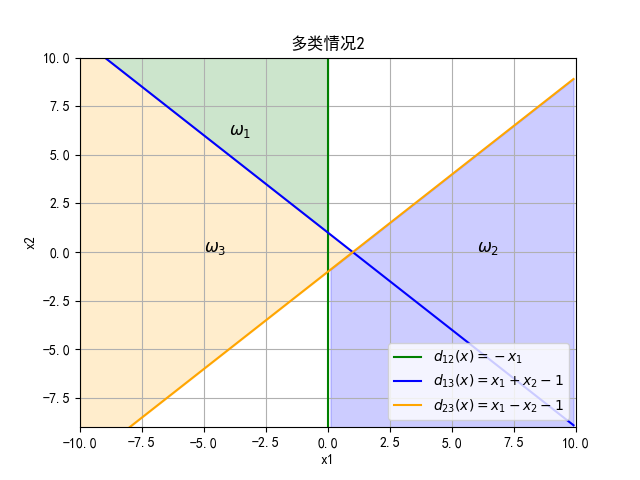 多类情况2
10.0
7.5
5.0
2.5
0.0
−2.5
−5.0
−7.5
x2
ω₁
ω₃
ω₂
d₁₂(x) = −x₁
d₁₃(x) = x₁ + x₂ − 1
d₂₃(x) = x₁ − x₂ − 1
−10.0 −7.5 −5.0 −2.5 0.0 2.5 5.0 7.5 10.0
x1